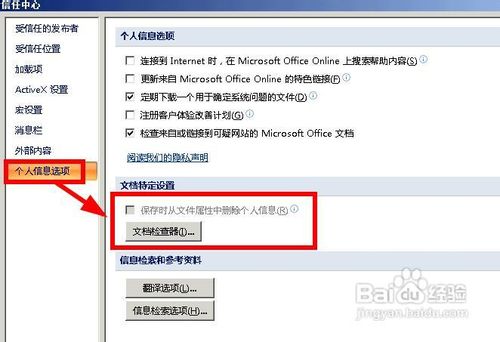 信任中心
受信任的发布者
受信任位置
加载项
ActiveX 设置
宏设置
消息栏
外部内容
个人信息选项
个人信息选项
连接到 Internet 时，在 Microsoft Office Online 上搜索帮助内容(S)
更新来自 Microsoft Office Online 的特色链接(F)
定期下载一个用于确定系统问题的文件(D)
注册客户体验改善计划(G)
检查来自或链接到可疑网站的 Microsoft Office 文档
阅读我们的隐私声明
文档特定设置
保存时从文件属性中删除个人信息(R)
文档检查器(I)...
信息检索和参考资料
翻译选项(L)...
信息检索选项(H)...
Baidu 经验
jingyan.baidu.com